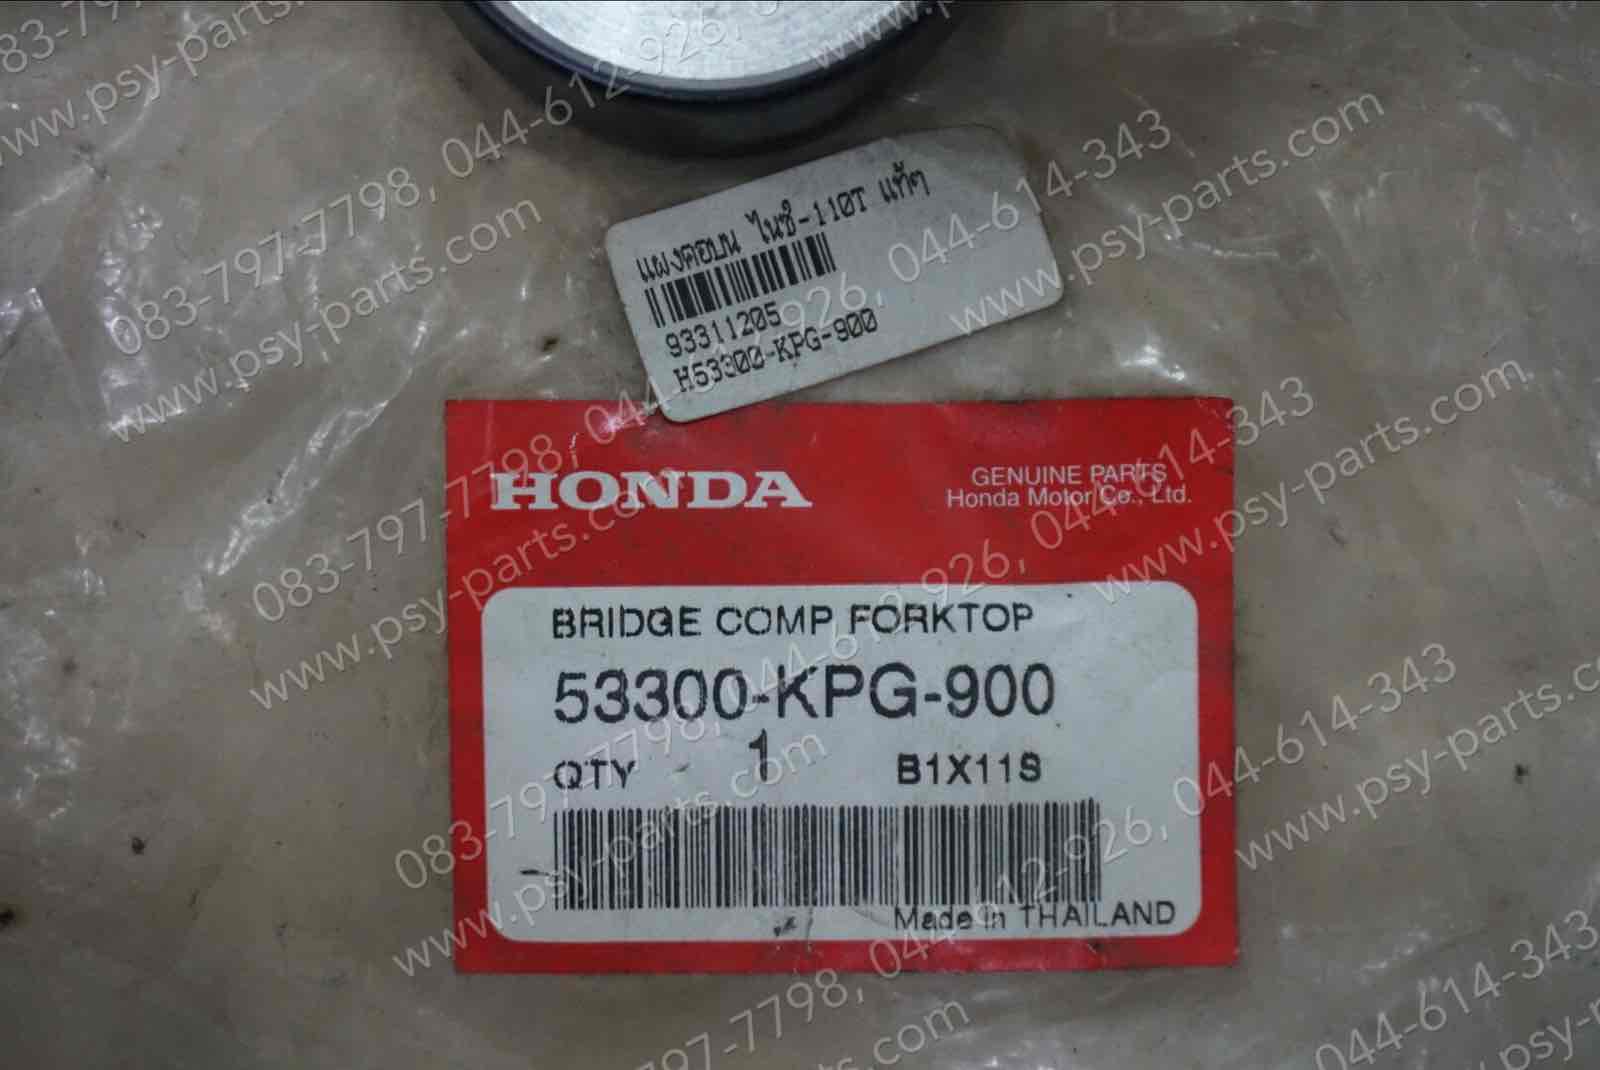 083-797-7798, 044-612-926, 044-614-343
www.psy-parts.com
แผงคอบน ไนซ์-110T แท้ๆ
93311205
H53300-KPG-900
HONDA
GENUINE PARTS
Honda Motor Co., Ltd.
BRIDGE COMP FORKTOP
53300-KPG-900
QTY 1 B1X11S
Made in THAILAND